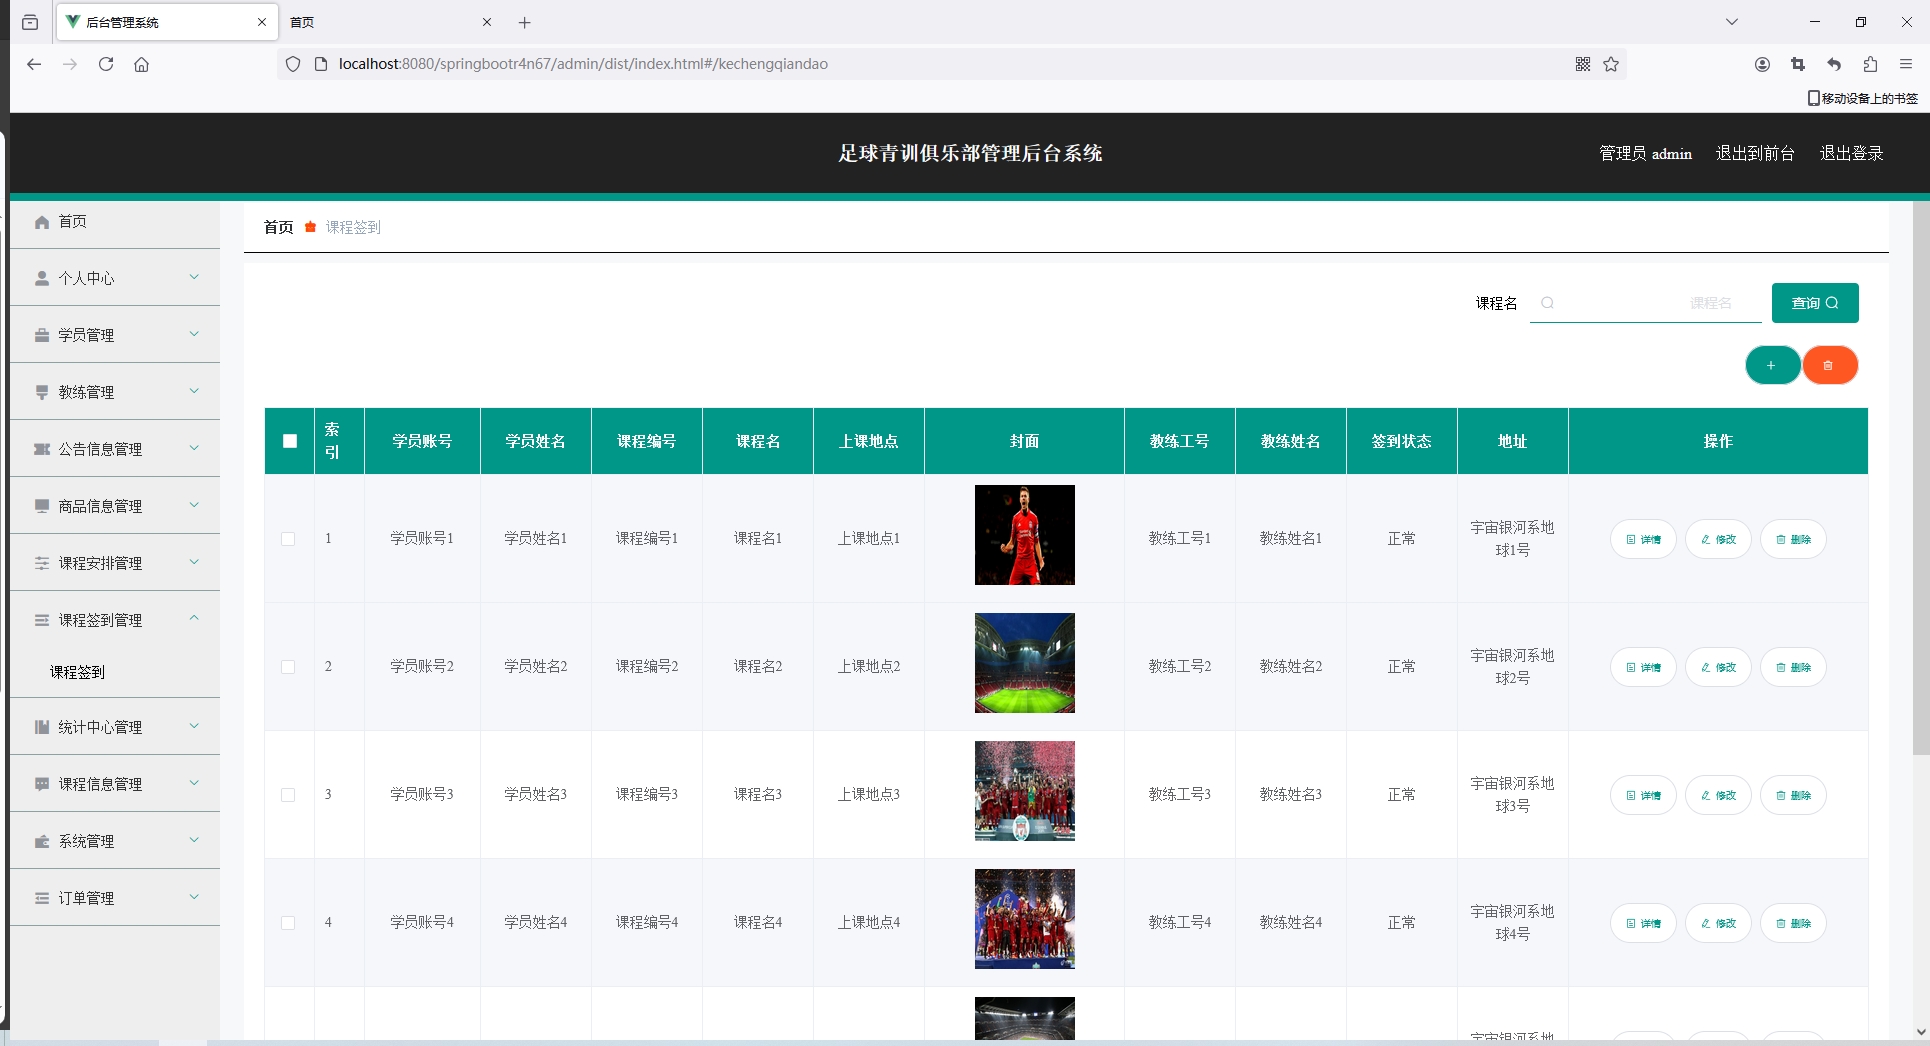 后台管理系统
首页
localhost:8080/springbootr4n67/admin/dist/index.html#/kechengqiandao
移动设备上的书签
足球青训俱乐部管理后台系统
管理员 admin
退出到前台
退出登录
首页
个人中心
学员管理
教练管理
公告信息管理
商品信息管理
课程安排管理
课程签到管理
课程签到
统计中心管理
课程信息管理
系统管理
订单管理
首页 课程签到
课程名 课程名 查询
索引 学员账号 学员姓名 课程编号 课程名 上课地点 封面 教练工号 教练姓名 签到状态 地址 操作
1 学员账号1 学员姓名1 课程编号1 课程名1 上课地点1 教练工号1 教练姓名1 正常 宇宙银河系地球1号 详情 修改 删除
2 学员账号2 学员姓名2 课程编号2 课程名2 上课地点2 教练工号2 教练姓名2 正常 宇宙银河系地球2号 详情 修改 删除
3 学员账号3 学员姓名3 课程编号3 课程名3 上课地点3 教练工号3 教练姓名3 正常 宇宙银河系地球3号 详情 修改 删除
4 学员账号4 学员姓名4 课程编号4 课程名4 上课地点4 教练工号4 教练姓名4 正常 宇宙银河系地球4号 详情 修改 删除
宇宙银河系地